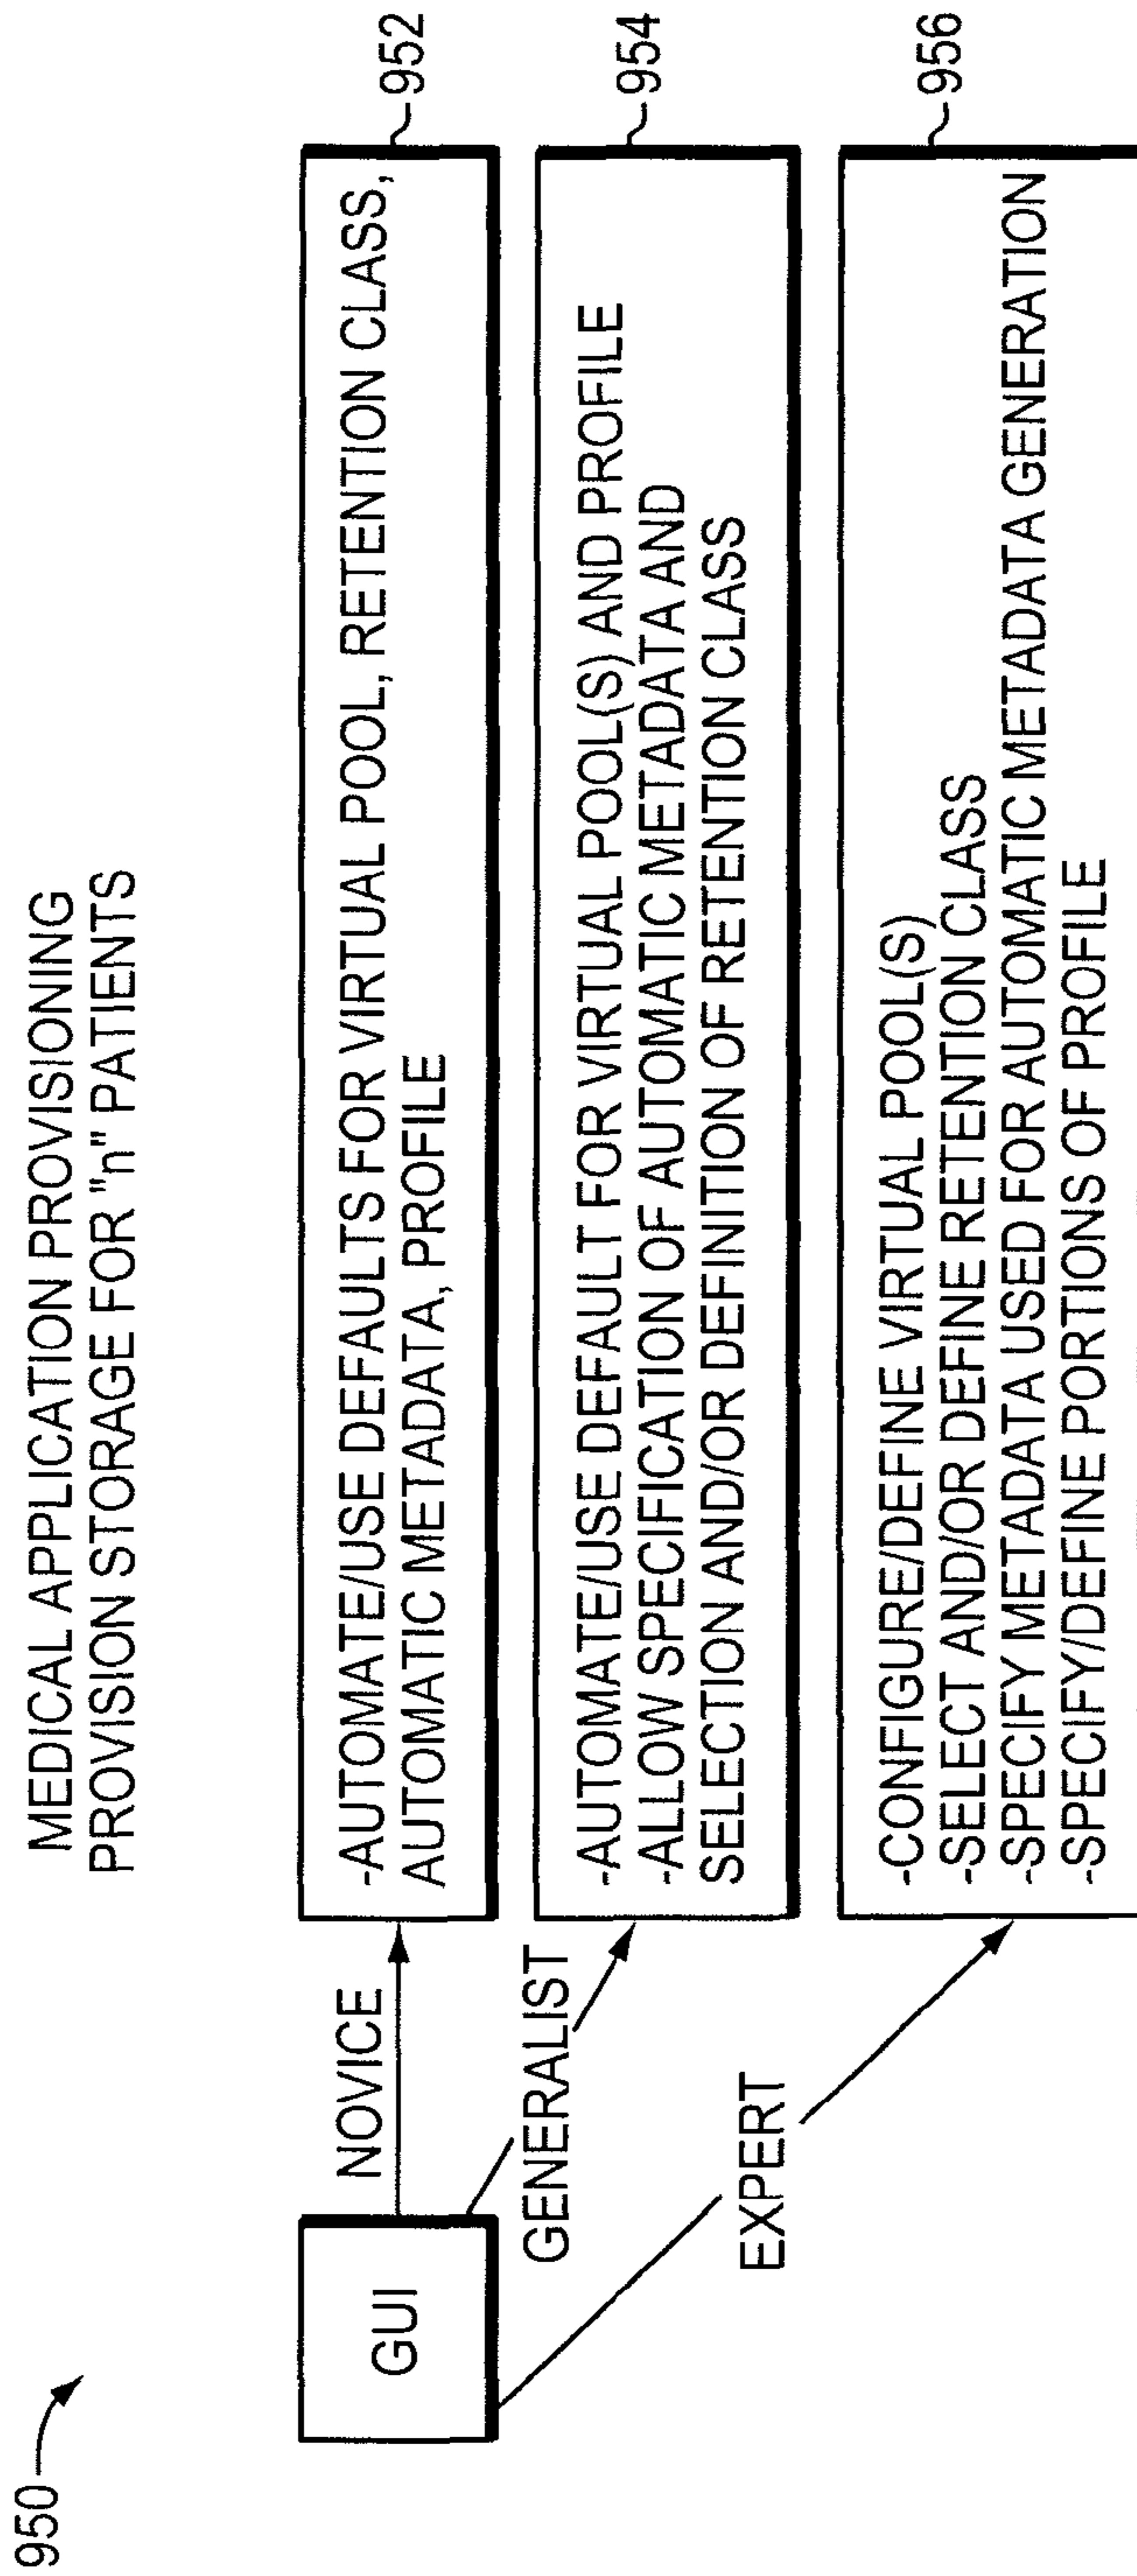 950
MEDICAL APPLICATION PROVISIONING
PROVISION STORAGE FOR "n" PATIENTS
GUI
NOVICE
GENERALIST
EXPERT
-AUTOMATE/USE DEFAULTS FOR VIRTUAL POOL, RETENTION CLASS,
AUTOMATIC METADATA, PROFILE
952
-AUTOMATE/USE DEFAULT FOR VIRTUAL POOL(S) AND PROFILE
-ALLOW SPECIFICATION OF AUTOMATIC METADATA AND
SELECTION AND/OR DEFINITION OF RETENTION CLASS
954
-CONFIGURE/DEFINE VIRTUAL POOL(S)
-SELECT AND/OR DEFINE RETENTION CLASS
-SPECIFY METADATA USED FOR AUTOMATIC METADATA GENERATION
-SPECIFY/DEFINE PORTIONS OF PROFILE
956